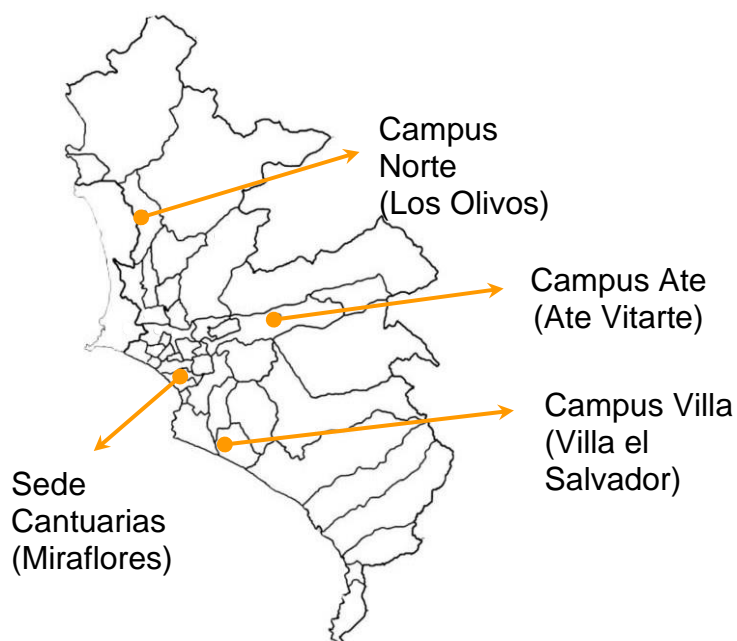 Campus
Norte
(Los Olivos)
Campus Ate
(Ate Vitarte)
Campus Villa
(Villa el
Salvador)
Sede
Cantuarias
(Miraflores)